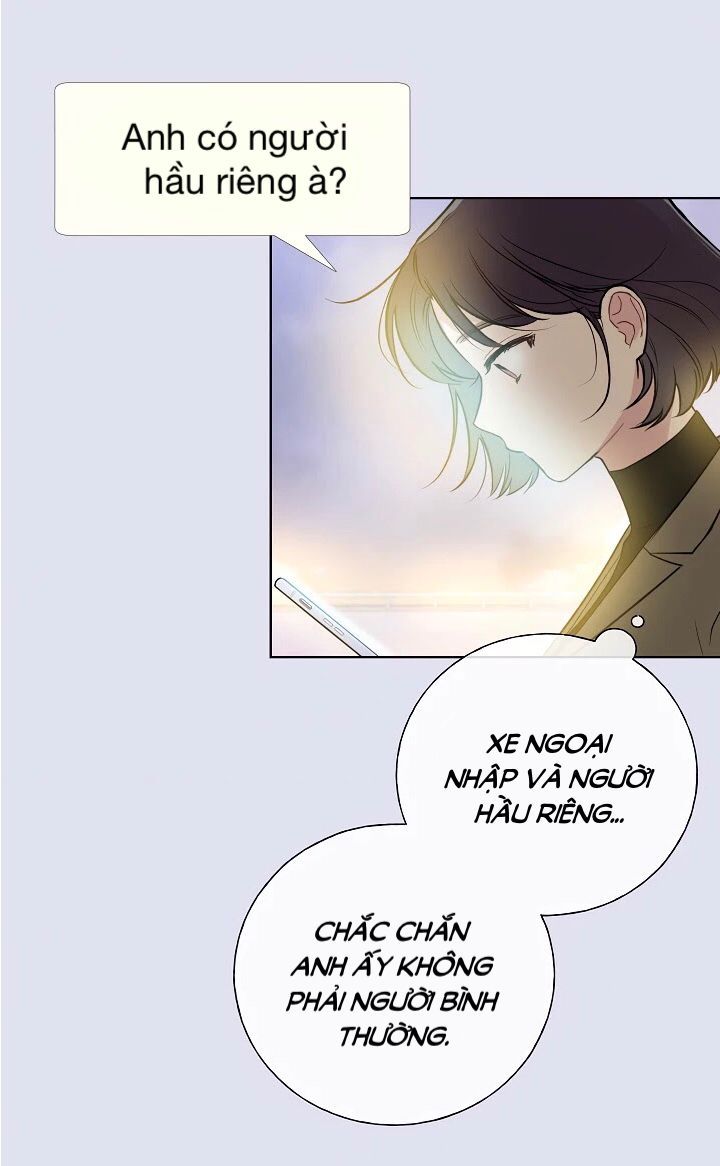 Anh có người
hầu riêng à?
XE NGOẠI
NHẬP VÀ NGƯỜI
HẦU RIÊNG...
CHẮC CHẮN
ANH ẤY KHÔNG
PHẢI NGƯỜI BÌNH
THƯỜNG.